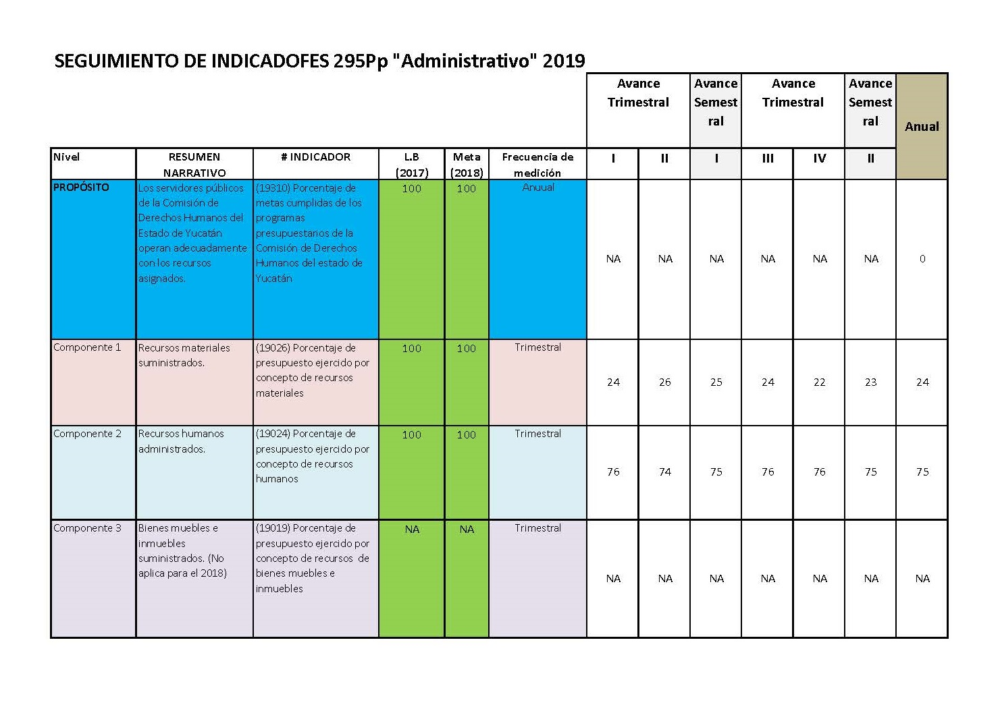 SEGUIMIENTO DE INDICADOFES 295Pp "Administrativo" 2019
Avance Trimestral
Avance Semest ral
Avance Trimestral
Avance Semest ral
Anual
Nivel
RESUMEN NARRATIVO
# INDICADOR
L.B (2017)
Meta (2018)
Frecuencia de medición
I
II
I
III
IV
II
PROPÓSITO
Los servidores públicos
de la Comisión de
Derechos Humanos del
Estado de Yucatán
operan adecuadamente
con los recursos
asignados.
(19310) Porcentaje de
metas cumplidas de los
programas
presupuestarios de la
Comisión de Derechos
Humanos del estado de
Yucatán
100
100
Anuual
NA
NA
NA
NA
NA
NA
0
Componente 1
Recursos materiales
suministrados.
(19026) Porcentaje de
presupuesto ejercido por
concepto de recursos
materiales
100
100
Trimestral
24
26
25
24
22
23
24
Componente 2
Recursos humanos
administrados.
(19024) Porcentaje de
presupuesto ejercido por
concepto de recursos
humanos
100
100
Trimestral
76
74
75
76
76
75
75
Componente 3
Bienes muebles e
inmuebles
suministrados. (No
aplica para el 2018)
(19019) Porcentaje de
presupuesto ejercido por
concepto de recursos de
bienes muebles e
inmuebles
NA
NA
Trimestral
NA
NA
NA
NA
NA
NA
NA